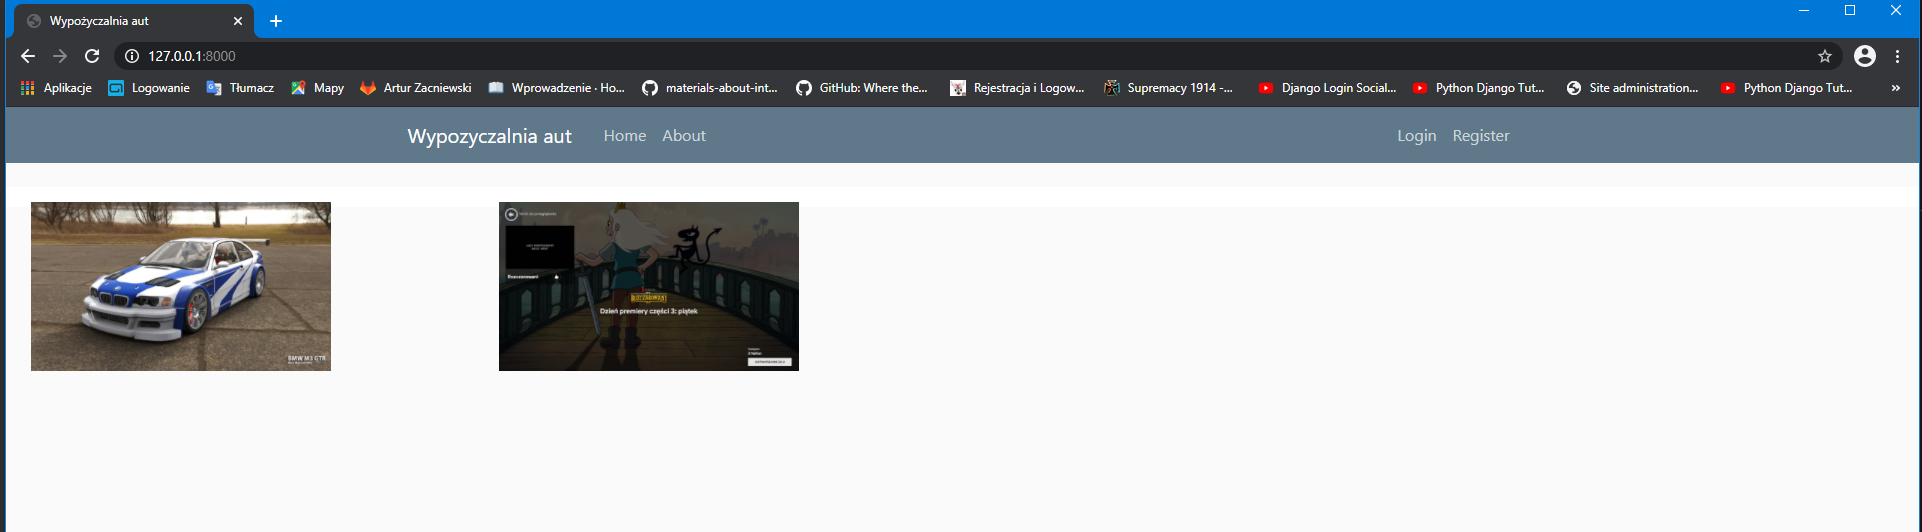 Wypożyczalnia aut
127.0.0.1:8000
Aplikacje Logowanie Tłumacz Mapy Artur Zacniewski Wprowadzenie · Ho... materials-about-int... GitHub: Where the... Rejestracja i Logow... Supremacy 1914 -... Django Login Social... Python Django Tut... Site administration... Python Django Tut... »
Wypozyczalnia aut Home About Login Register
Rozczarowani
ROZCZAROWANI
Dzień premiery części 3: piątek
BMW M3 GTR